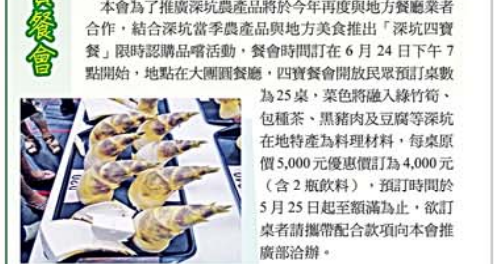 餐會
本會為了推廣深坑農產品將於今年度再度與地方餐廳業者
合作，結合深坑當季農產品與地方美食推出「深坑四寶
餐」限時認購品嚐活動，餐會時間訂在 6 月 24 日下午 7
點開始，地點在大團圓餐廳，四寶餐會開放民眾預訂桌數
為25桌，菜色將融入綠竹筍、
包種茶、黑豬肉及豆腐等深坑
在地特產為料理材料，每桌原
價5,000元優惠價訂為4,000元
（含 2 瓶飲料），預訂時間於
5月25日起至額滿為止，欲訂
桌者請攜帶配合款項向本會推
廣部洽辦。